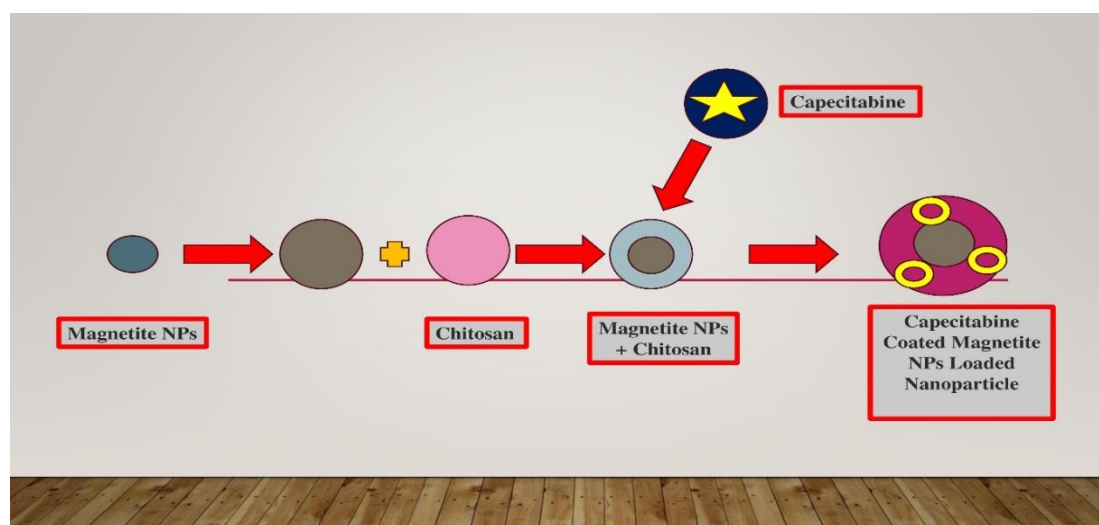 Capecitabine
Magnetite NPs
Chitosan
Magnetite NPs
+ Chitosan
Capecitabine
Coated Magnetite
NPs Loaded
Nanoparticle